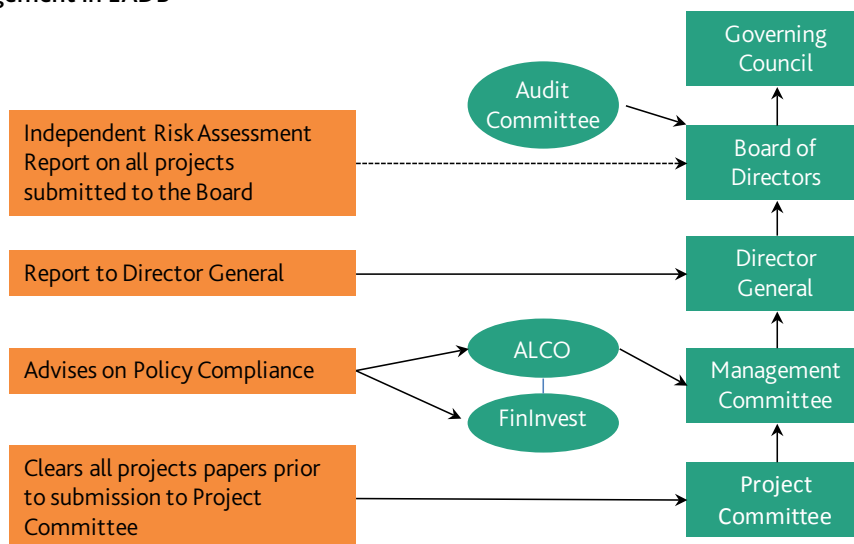 Governing
Council
Audit
Committee
Independent Risk Assessment
Report on all projects
submitted to the Board
Board of
Directors
Report to Director General
Director
General
Advises on Policy Compliance
ALCO
FinInvest
Management
Committee
Clears all projects papers prior
to submission to Project
Committee
Project
Committee